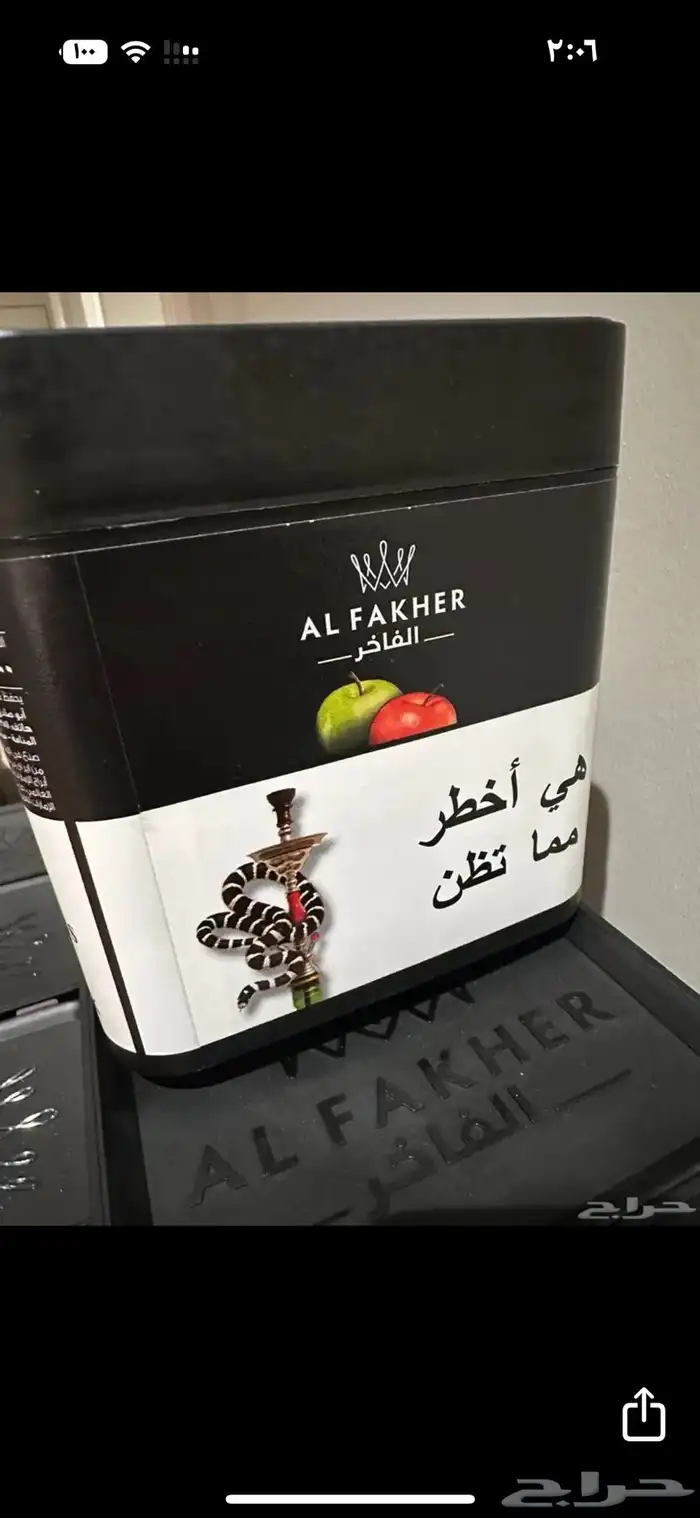 ١٠٠
٢:٠٦
AL FAKHER
الفاخر
هي أخطر
مما تظن
AL FAKHER
الفاخر
حراج
حراج